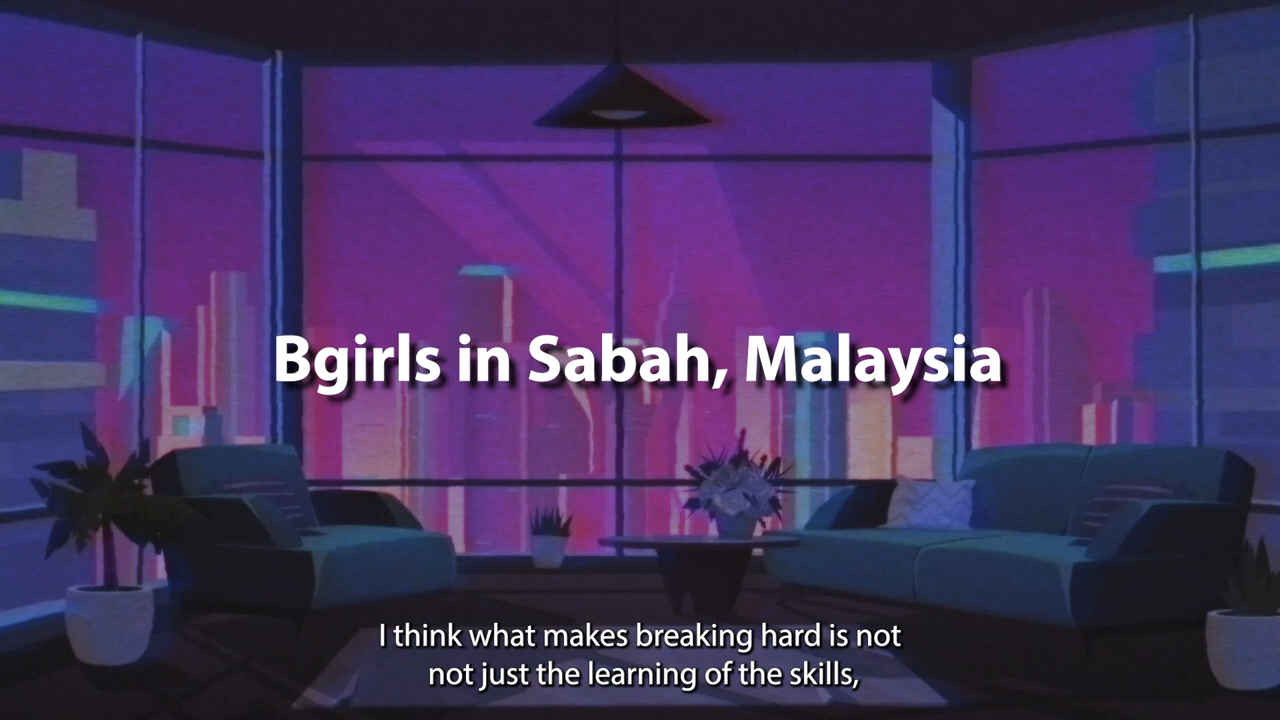 Bgirls in Sabah, Malaysia
I think what makes breaking hard is not
not just the learning of the skills,